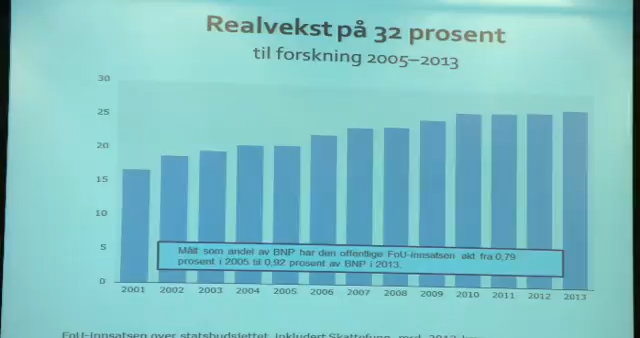 Realvekst på 32 prosent
til forskning 2005–2013
30
25
20
15
10
5
0
Målt som andel av BNP har den offentlige FoU-innsatsen økt fra 0,79
prosent i 2005 til 0,92 prosent av BNP i 2013.
2001 2002 2003 2004 2005 2006 2007 2008 2009 2010 2011 2012 2013
FoU-innsatsen over statsbudsjettet, inkludert Skattefunn, mrd. 2013-